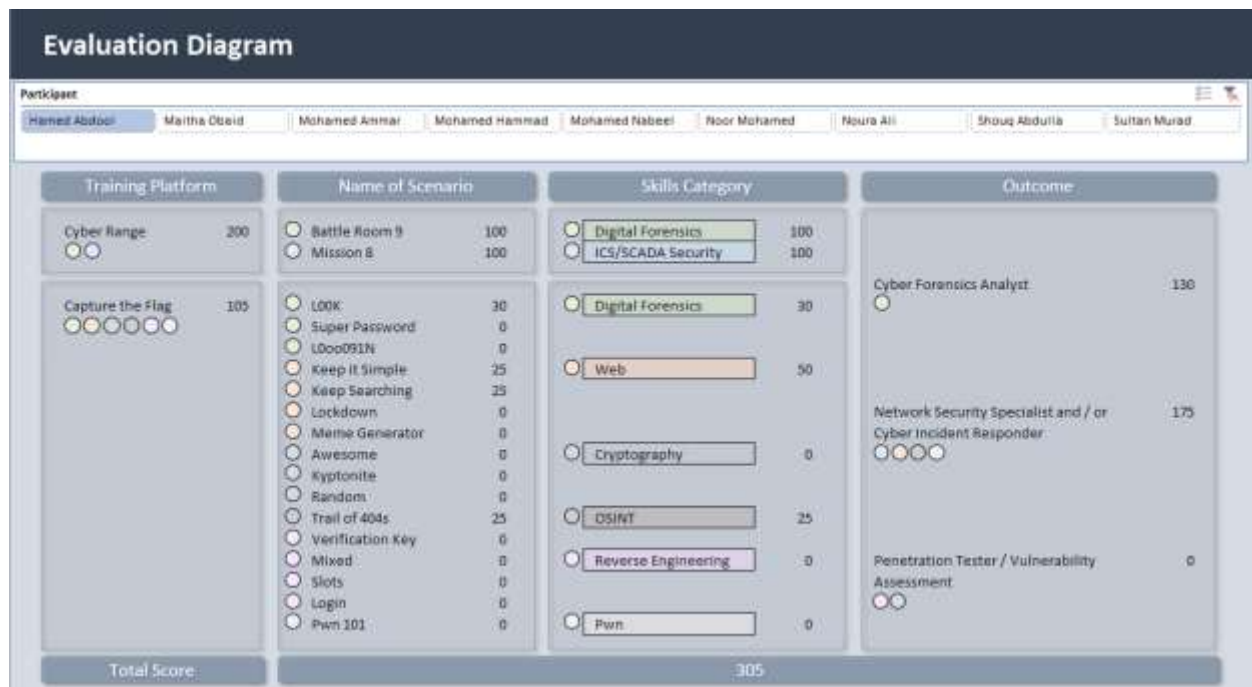 Evaluation Diagram
Participant
Hamed Abdool Maitha Obaid Mohamed Ammar Mohamed Hammad Mohamed Nabeel Noor Mohamed Noura Ali Shouq Abdulla Sultan Murad
Training Platform Name of Scenario Skills Category Outcome
Cyber Range 200
Battle Room 9 100
Mission 8 100
Digital Forensics 100
ICS/SCADA Security 100
Capture the Flag 105
L00K 30
Super Password 0
L0oo091N 0
Keep it Simple 25
Keep Searching 25
Lockdown 0
Meme Generator 0
Awesome 0
Kyptonite 0
Random 0
Trail of 404s 25
Verification Key 0
Mixed 0
Slots 0
Login 0
Pwn 101 0
Digital Forensics 30
Web 50
Cryptography 0
OSINT 25
Reverse Engineering 0
Pwn 0
Cyber Forensics Analyst 130
Network Security Specialist and / or 175
Cyber Incident Responder
Penetration Tester / Vulnerability 0
Assessment
Total Score 305